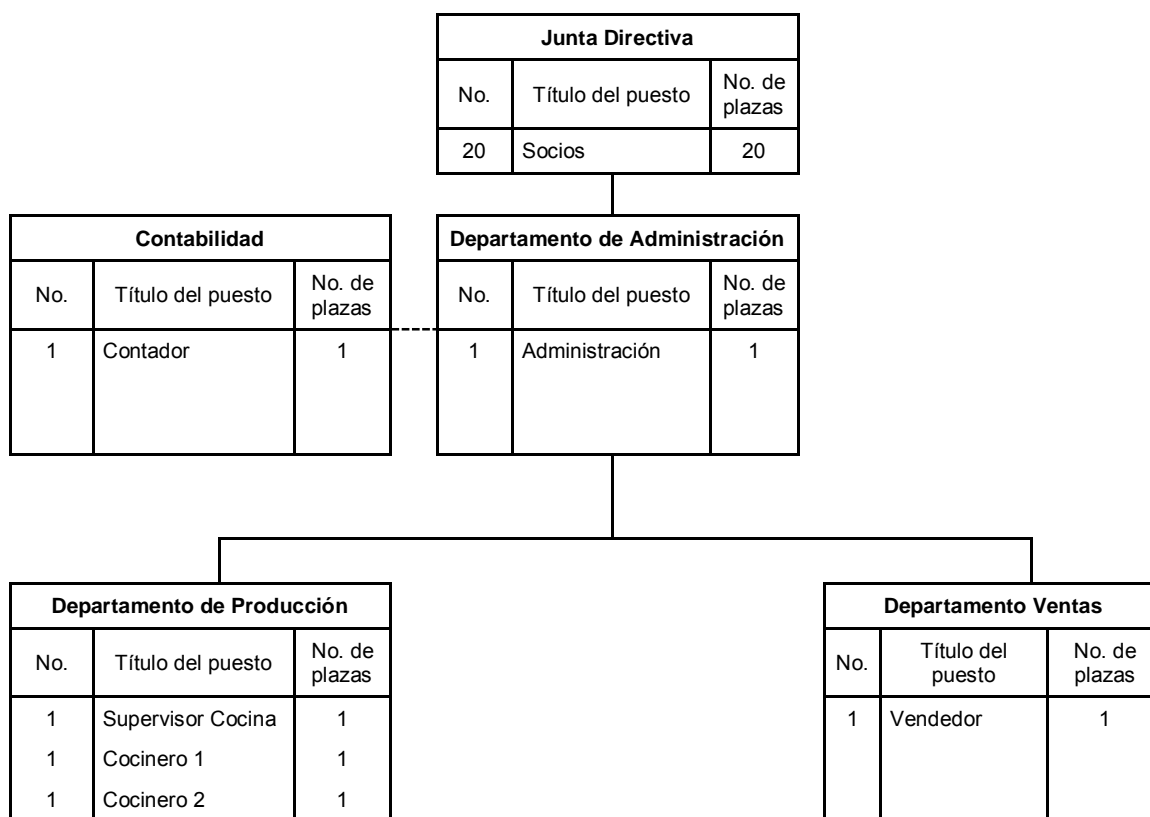 Junta Directiva
No. Título del puesto No. de plazas
20 Socios 20
Contabilidad
No. Título del puesto No. de plazas
1 Contador 1
Departamento de Administración
No. Título del puesto No. de plazas
1 Administración 1
Departamento de Producción
No. Título del puesto No. de plazas
1 Supervisor Cocina 1
1 Cocinero 1 1
1 Cocinero 2 1
Departamento Ventas
No. Título del puesto No. de plazas
1 Vendedor 1